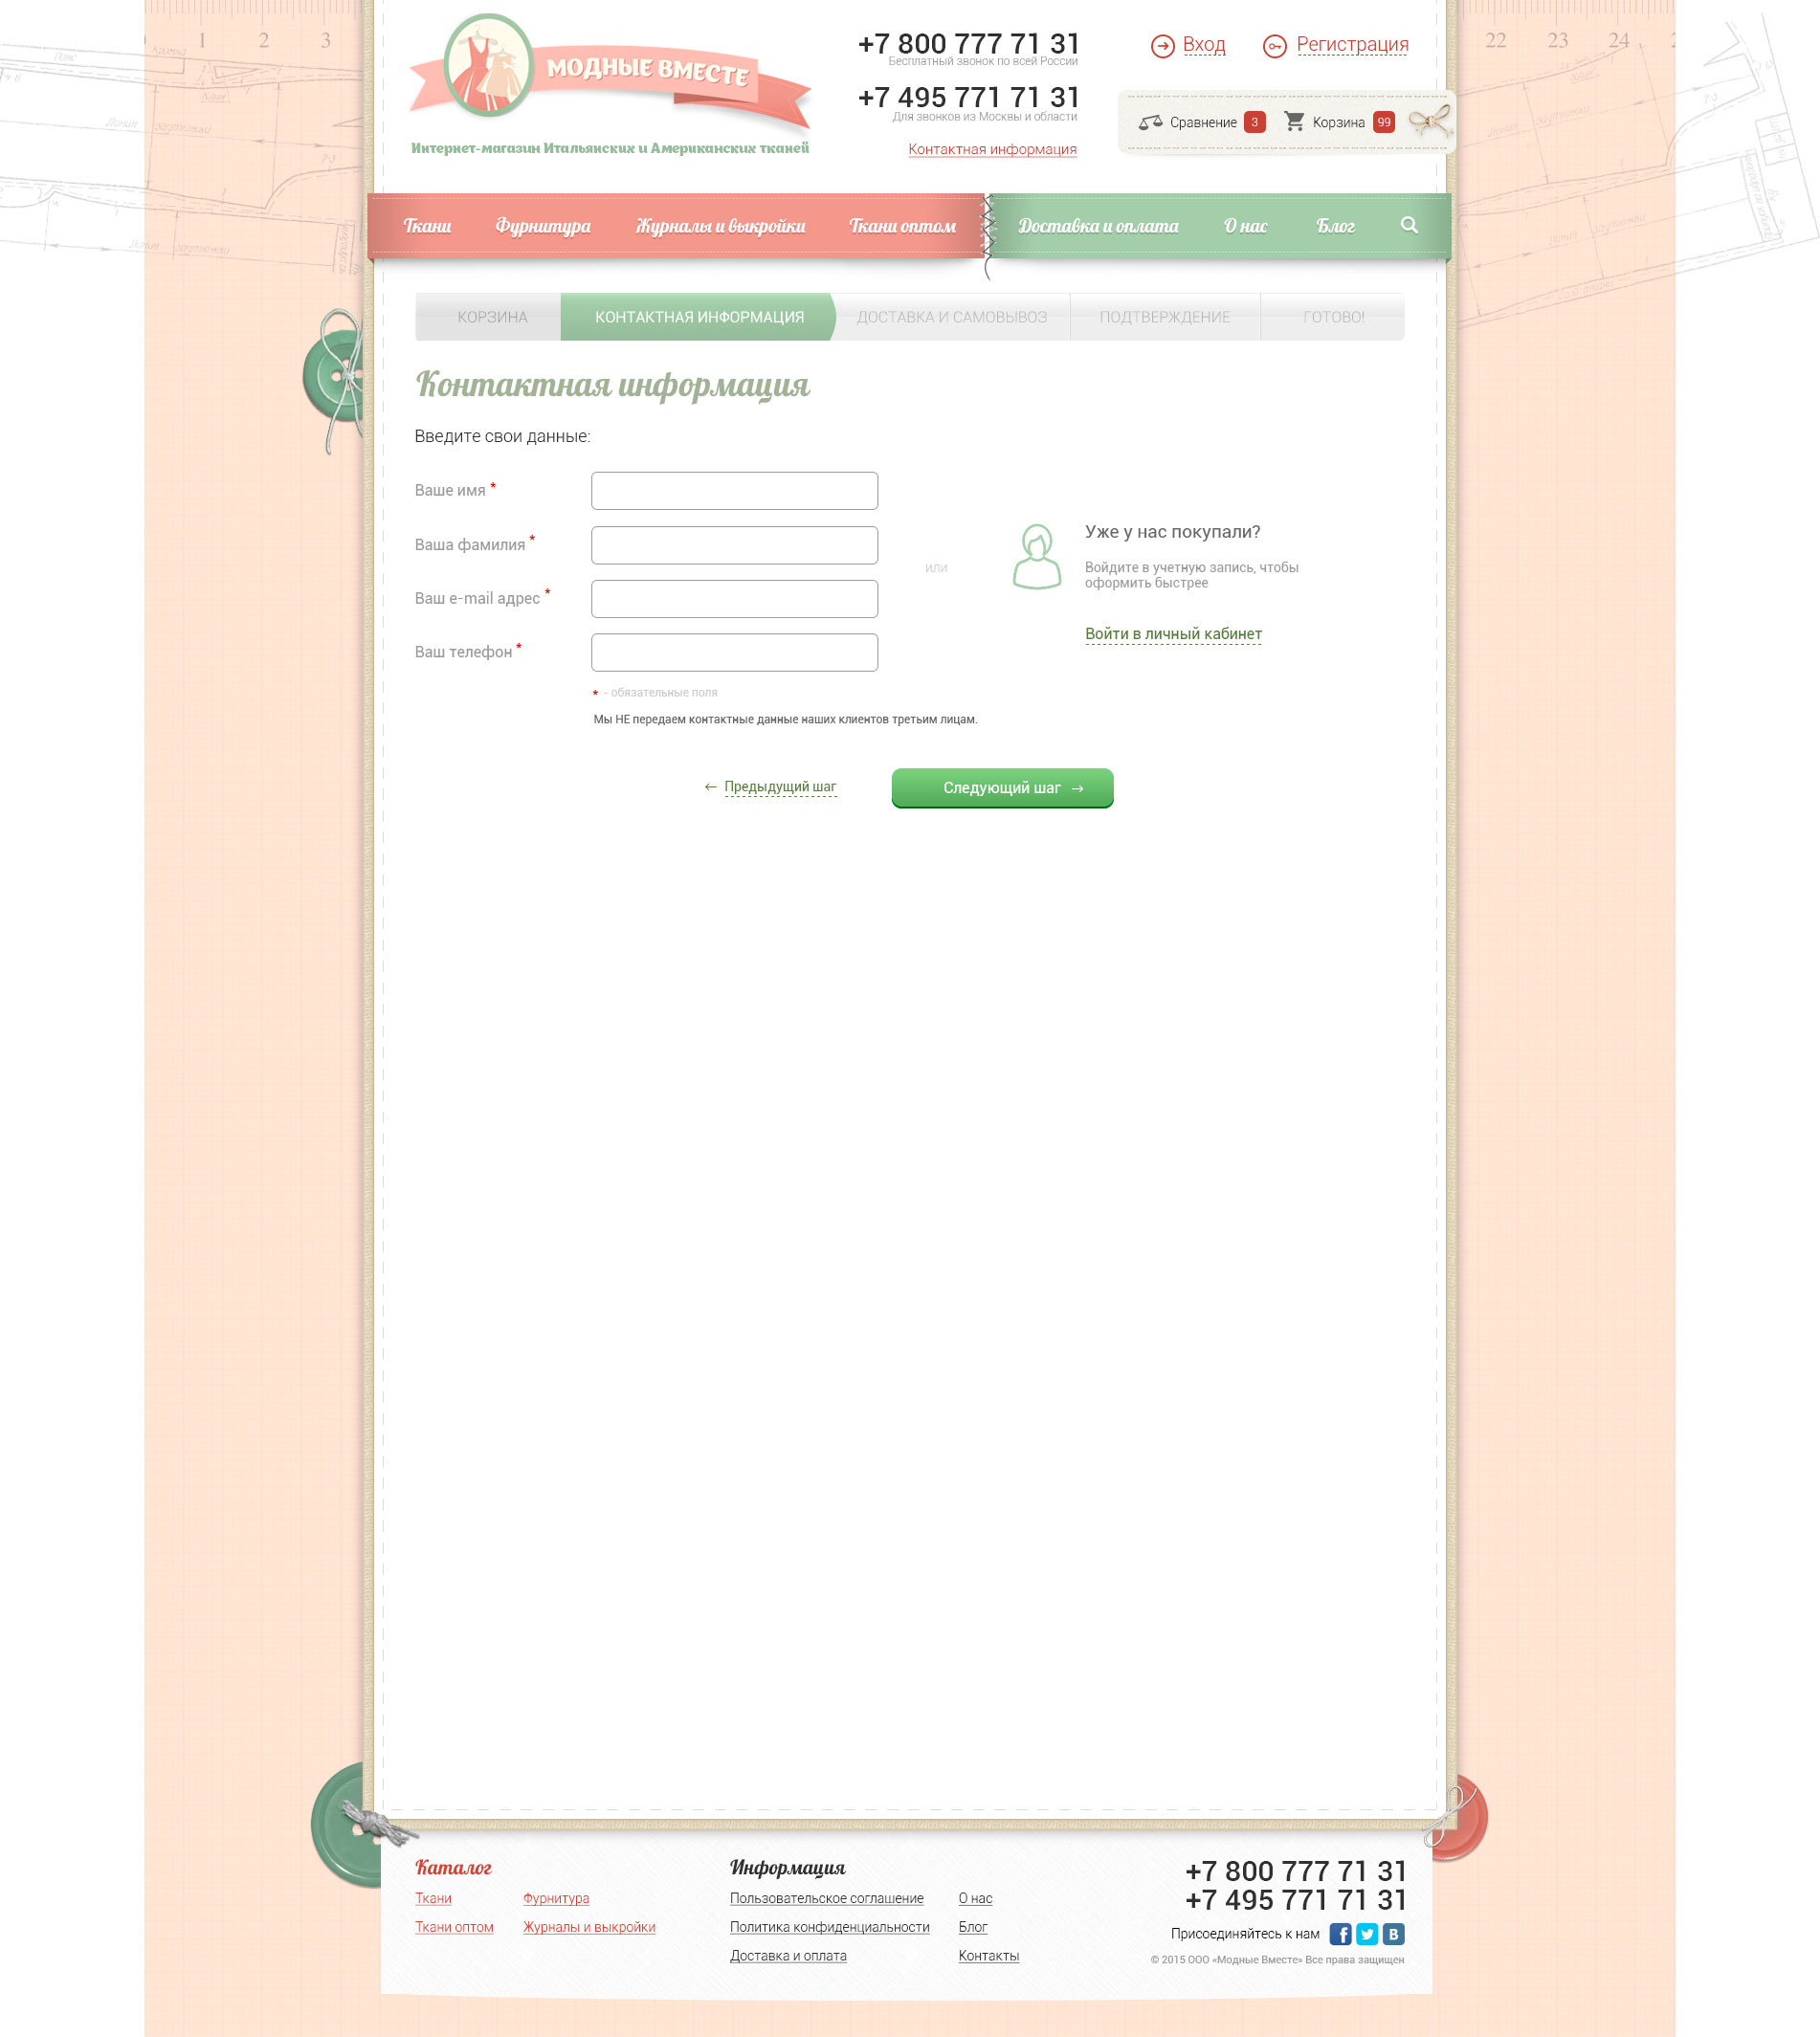 1 2 3
22 23 24
МОДНЫЕ ВМЕСТЕ
Интернет-магазин Итальянских и Американских тканей
+7 800 777 71 31
Бесплатный звонок по всей России
+7 495 771 71 31
Для звонков из Москвы и области
Контактная информация
Вход Регистрация
Сравнение 3 Корзина 99
Ткани Фурнитура Журналы и выкройки Ткани оптом Доставка и оплата О нас Блог
КОРЗИНА КОНТАКТНАЯ ИНФОРМАЦИЯ ДОСТАВКА И САМОВЫВОЗ ПОДТВЕРЖДЕНИЕ ГОТОВО!
Контактная информация
Введите свои данные:
Ваше имя *
Ваша фамилия *
Ваш e-mail адрес *
Ваш телефон *
* - обязательные поля
Мы НЕ передаем контактные данные наших клиентов третьим лицам.
или
Уже у нас покупали?
Войдите в учетную запись, чтобы
оформить быстрее
Войти в личный кабинет
← Предыдущий шаг
Следующий шаг →
Каталог
Ткани Фурнитура
Ткани оптом Журналы и выкройки
Информация
Пользовательское соглашение О нас
Политика конфиденциальности Блог
Доставка и оплата Контакты
+7 800 777 71 31
+7 495 771 71 31
Присоединяйтесь к нам
© 2015 ООО «Модные Вместе» Все права защищен